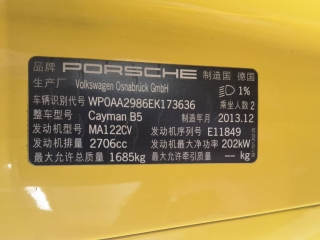 品牌 PORSCHE 制造国 德国
生产厂 Volkswagen Osnabrück GmbH 1%
车辆识别代号 WP0AA2986EK173636 乘坐人数 2
整车型号 Cayman B5 制造年月 2013.12
发动机型号 MA122CV 发动机序列号 E11849
发动机排量 2706cc 发动机最大净功率 202kW
最大允许总质量 1685kg 最大允许牵引质量 — kg